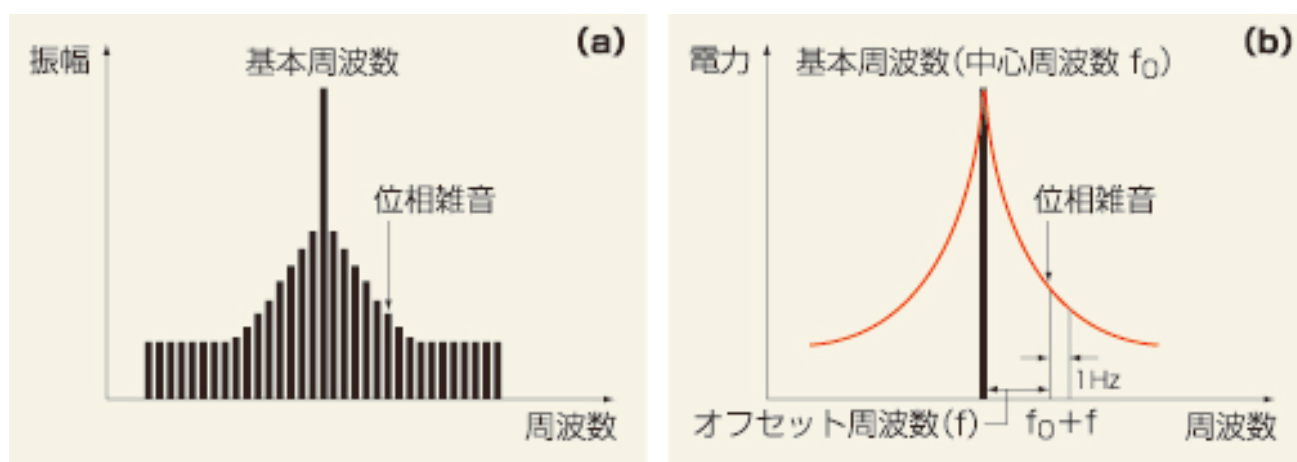 (a)
振幅
基本周波数
位相雑音
周波数
(b)
電力
基本周波数(中心周波数 f0)
位相雑音
1Hz
オフセット周波数(f)
f0+f
周波数